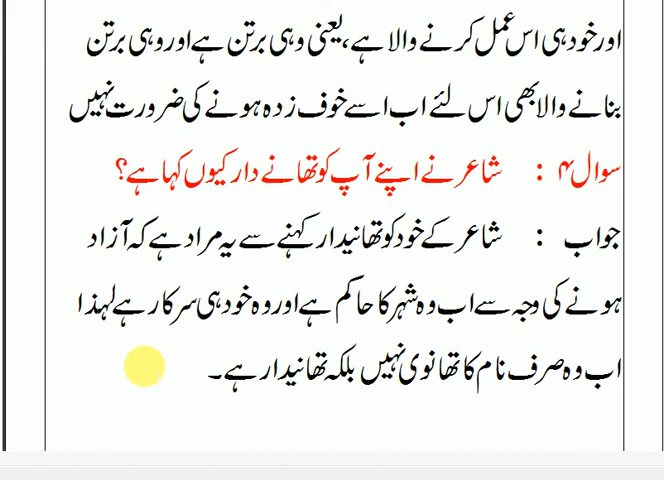 اور خود ہی اس عمل کرنے والا ہے، یعنی وہی برتن ہے اور وہی برتن
بنانے والا بھی اس لئے اب اسے خوف زدہ ہونے کی ضرورت نہیں
سوال ۴ : شاعر نے اپنے آپ کو تھانے دار کیوں کہا ہے؟
جواب : شاعر کے خود کو تھانیدار کہنے سے یہ مراد ہے کہ آزاد
ہونے کی وجہ سے اب وہ شہر کا حاکم ہے اور وہ خود ہی سرکار ہے لہذا
اب وہ صرف نام کا تھانوی نہیں بلکہ تھانیدار ہے۔